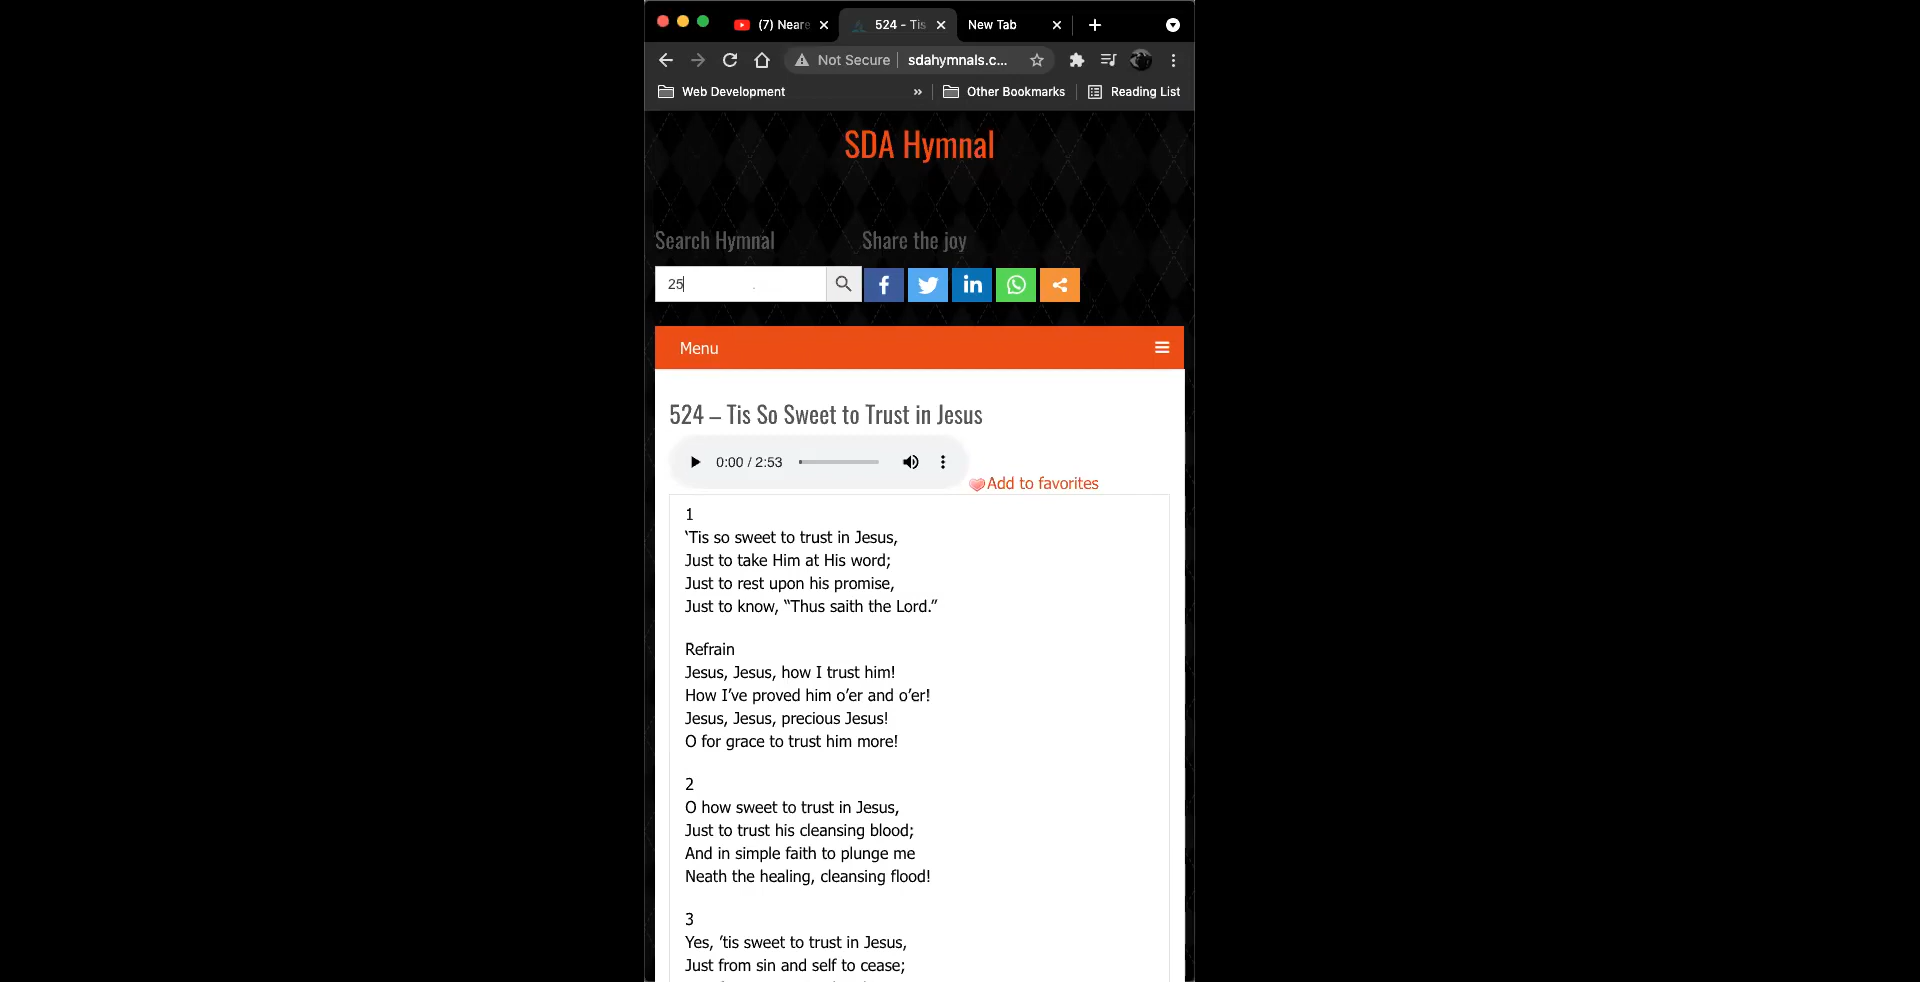 (7) Neare
524 - Tis
New Tab
Not Secure
sdahymnals.c...
Web Development
»
Other Bookmarks
Reading List
SDA Hymnal
Search Hymnal
Share the joy
25
Menu
524 – Tis So Sweet to Trust in Jesus
0:00 / 2:53
Add to favorites
1
‘Tis so sweet to trust in Jesus,
Just to take Him at His word;
Just to rest upon his promise,
Just to know, “Thus saith the Lord.”
Refrain
Jesus, Jesus, how I trust him!
How I’ve proved him o’er and o’er!
Jesus, Jesus, precious Jesus!
O for grace to trust him more!
2
O how sweet to trust in Jesus,
Just to trust his cleansing blood;
And in simple faith to plunge me
Neath the healing, cleansing flood!
3
Yes, ’tis sweet to trust in Jesus,
Just from sin and self to cease;